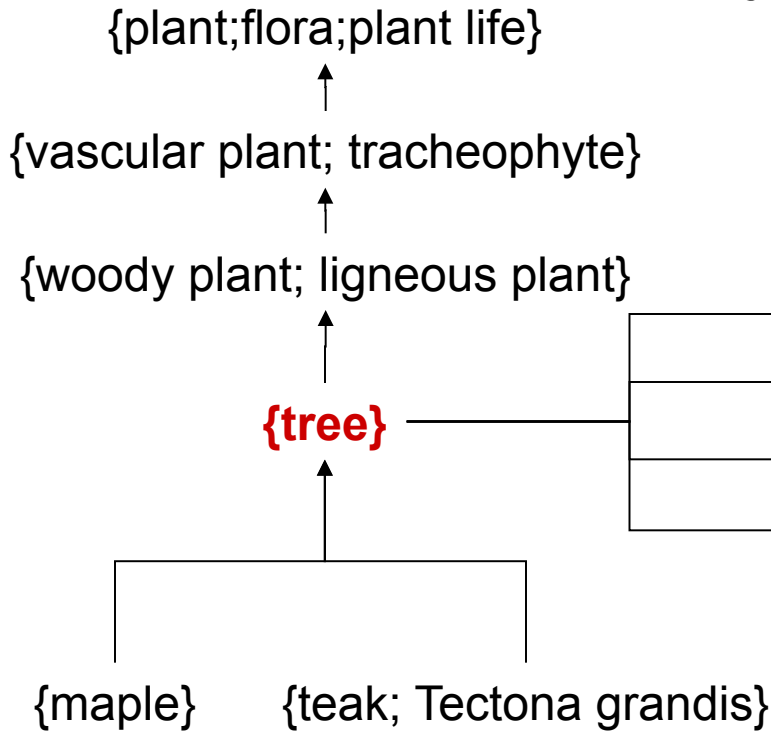 {plant;flora;plant life}
{vascular plant; tracheophyte}
{woody plant; ligneous plant}
{tree}
{maple} {teak; Tectona grandis}